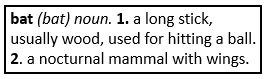 bat (bat) noun. 1. a long stick,
usually wood, used for hitting a ball.
2. a nocturnal mammal with wings.